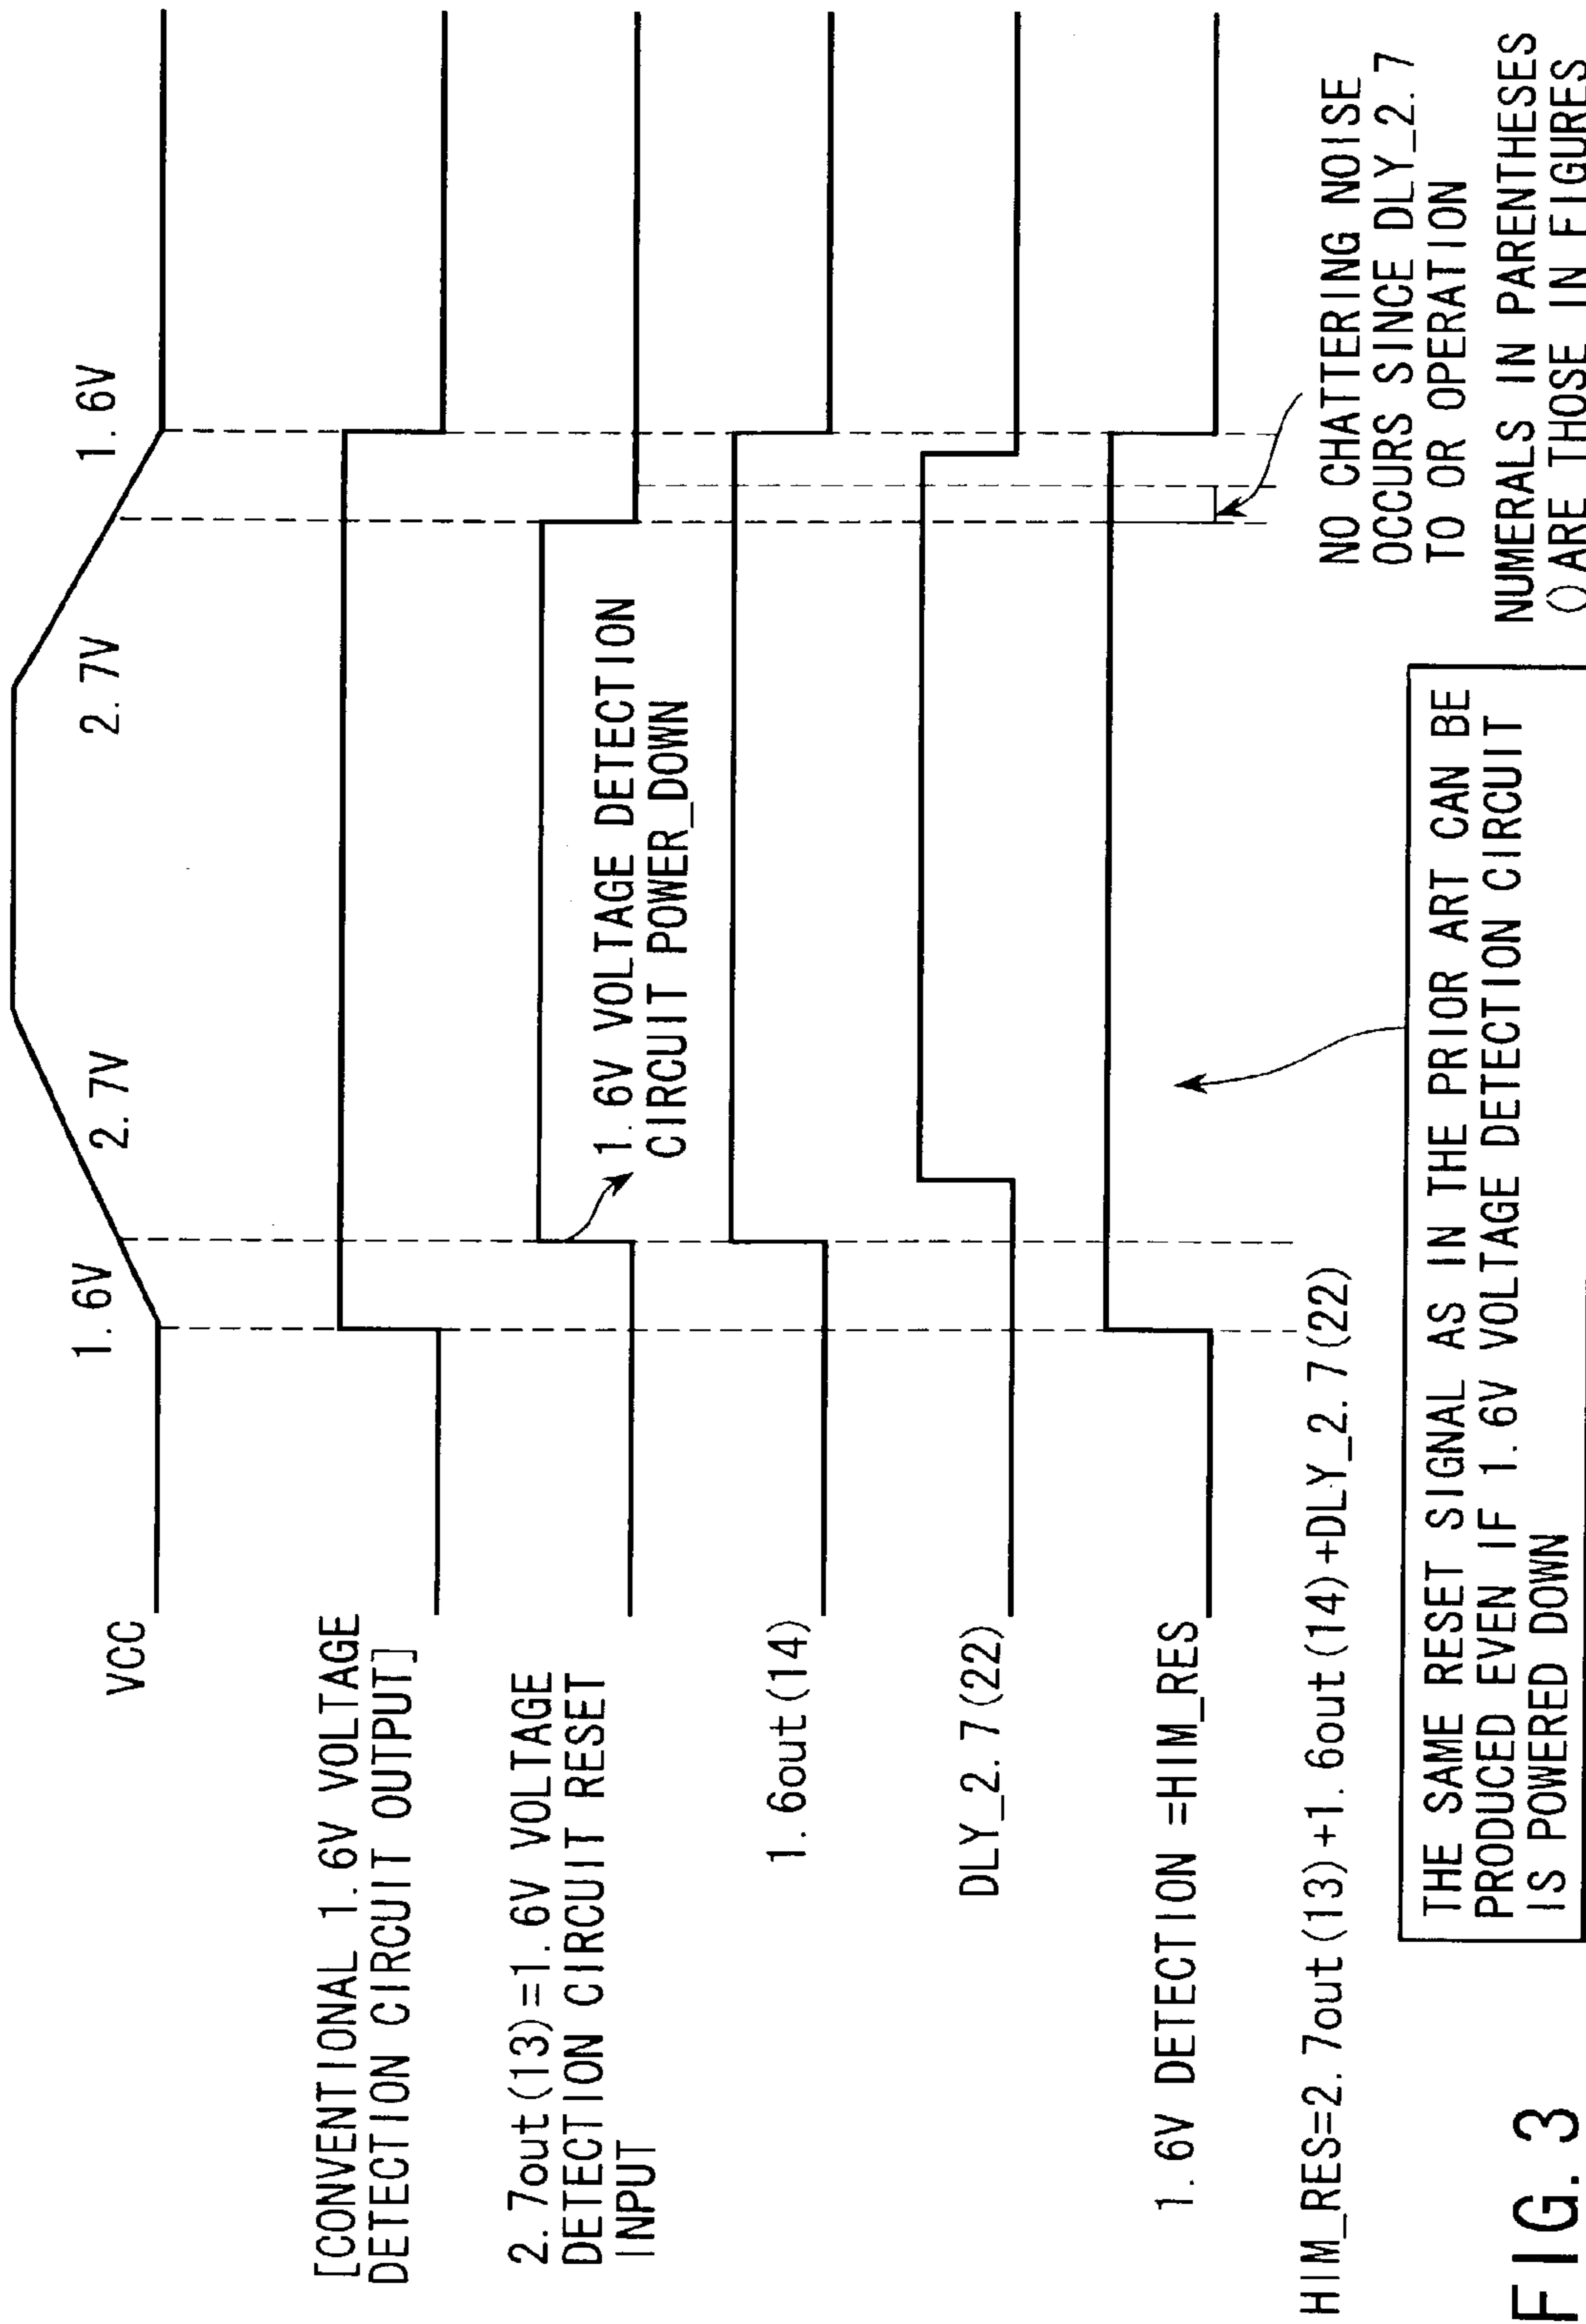 VCC
1.6V
2.7V
2.7V
1.6V
[CONVENTIONAL 1.6V VOLTAGE
DETECTION CIRCUIT OUTPUT]
2.7out(13)=1.6V VOLTAGE
DETECTION CIRCUIT RESET
INPUT
1.6V VOLTAGE DETECTION
CIRCUIT POWER_DOWN
1.6out(14)
DLY_2.7(22)
1.6V DETECTION =HIM_RES
HIM_RES=2.7out(13)+1.6out(14)+DLY_2.7(22)
NO CHATTERING NOISE
OCCURS SINCE DLY_2.7
TO OR OPERATION
THE SAME RESET SIGNAL AS IN THE PRIOR ART CAN BE
PRODUCED EVEN IF 1.6V VOLTAGE DETECTION CIRCUIT
IS POWERED DOWN
NUMERALS IN PARENTHESES
() ARE THOSE IN FIGURES
FIG. 3